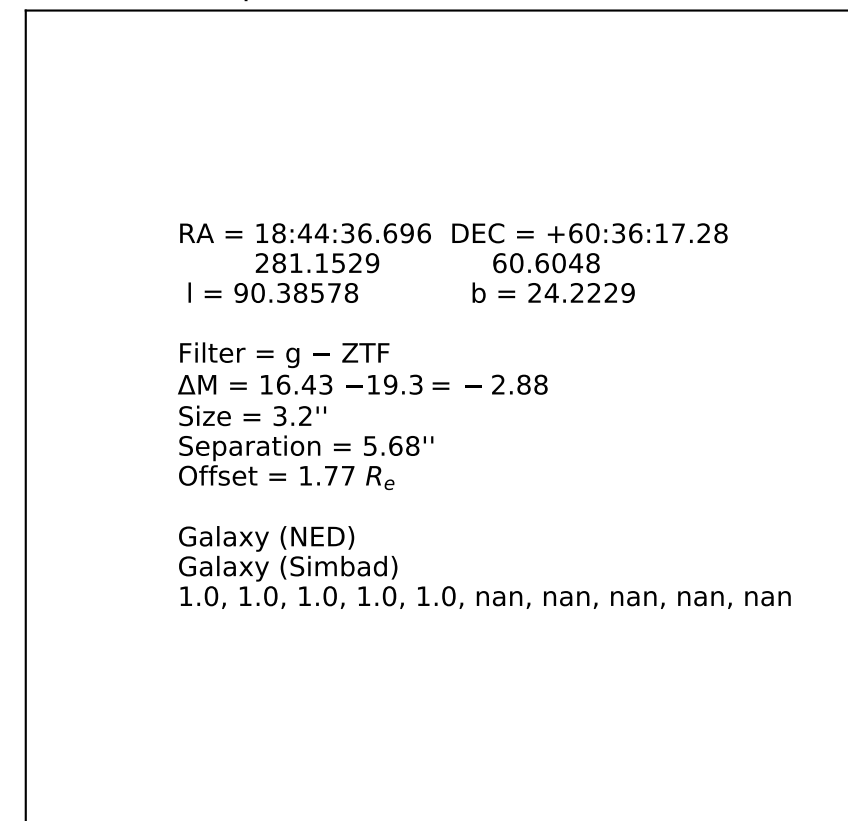 RA = 18:44:36.696 DEC = +60:36:17.28
281.1529 60.6048
l = 90.38578 b = 24.2229
Filter = g − ZTF
ΔM = 16.43 −19.3 = − 2.88
Size = 3.2''
Separation = 5.68''
Offset = 1.77 Rₑ
Galaxy (NED)
Galaxy (Simbad)
1.0, 1.0, 1.0, 1.0, 1.0, nan, nan, nan, nan, nan